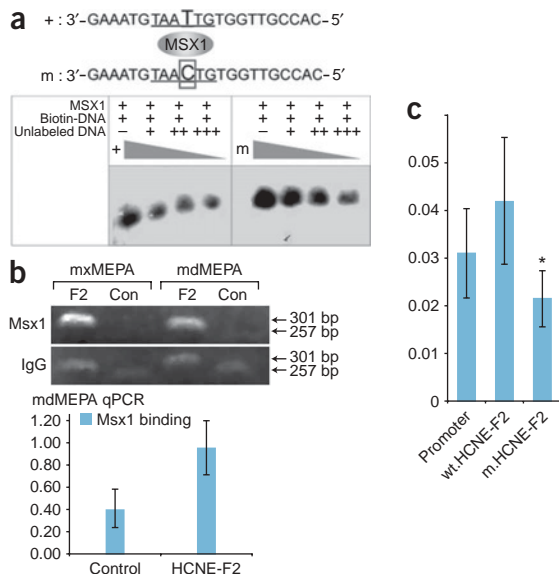 a
+ : 3′–GAAATGTAATTGTGGTTGCCAC–5′
MSX1
m : 3′–GAAATGTAACTGTGGTTGCCAC–5′
MSX1 + + + + + + + +
Biotin-DNA + + + + + + + +
Unlabeled DNA – + ++ +++ – + ++ +++
+ m
b
mxMEPA mdMEPA
F2 Con F2 Con
Msx1 ← 301 bp
← 257 bp
IgG ← 301 bp
← 257 bp
mdMEPA qPCR
Msx1 binding
1.20
1.00
0.80
0.60
0.40
0.20
0.00
Control HCNE-F2
c
0.06
0.05
0.04
0.03
0.02
0.01
0
*
Promoter
wt.HCNE-F2
m.HCNE-F2